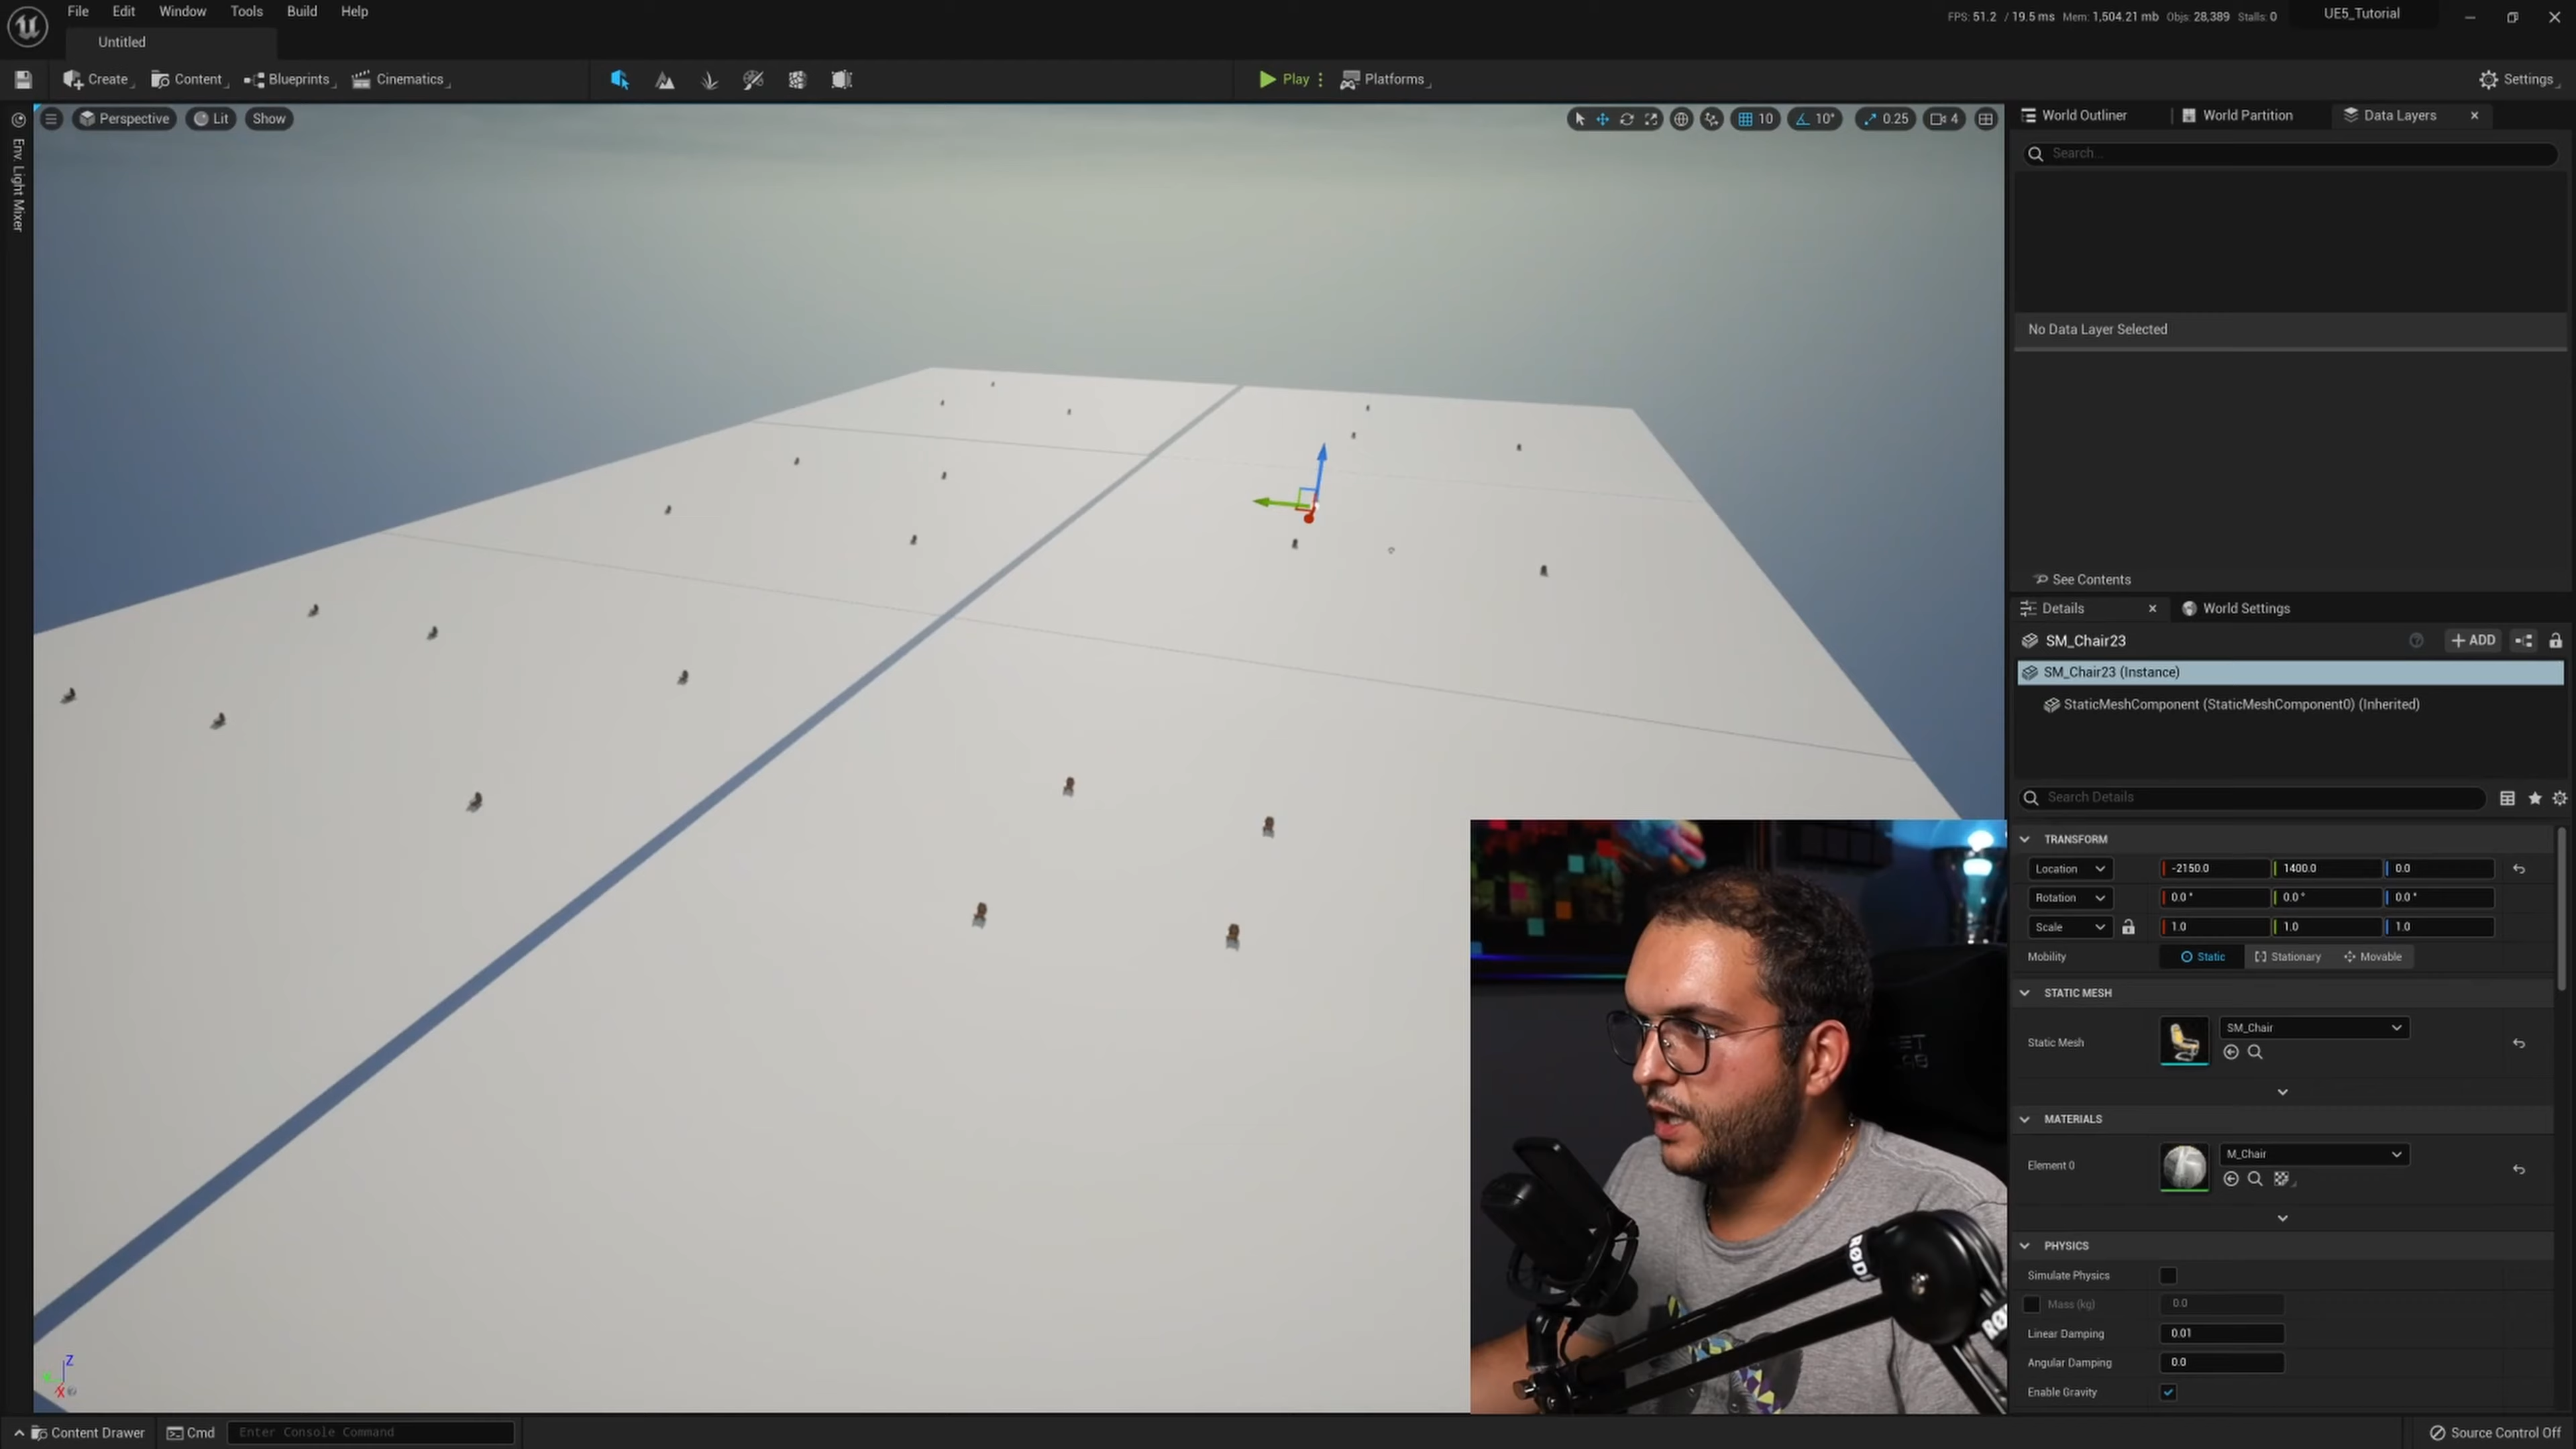 File Edit Window Tools Build Help
FPS: 51.2 / 19.5 ms Mem: 1,504.21 mb Objs: 28,389 Stalls: 0
UE5_Tutorial
Untitled
Create Content Blueprints Cinematics
Play Platforms
Settings
Perspective Lit Show
10 10° 0.25 4
Env. Light Mixer
World Outliner World Partition Data Layers
Search...
No Data Layer Selected
See Contents
Details World Settings
SM_Chair23
+ ADD
SM_Chair23 (Instance)
StaticMeshComponent (StaticMeshComponent0) (Inherited)
Search Details
TRANSFORM
Location -2150.0 1400.0 0.0
Rotation 0.0° 0.0° 0.0°
Scale 1.0 1.0 1.0
Mobility Static Stationary Movable
STATIC MESH
Static Mesh SM_Chair
MATERIALS
Element 0 M_Chair
PHYSICS
Simulate Physics
Mass (kg) 0.0
Linear Damping 0.01
Angular Damping 0.0
Enable Gravity
Z
X
RØDE
Content Drawer Cmd Enter Console Command
Source Control Off